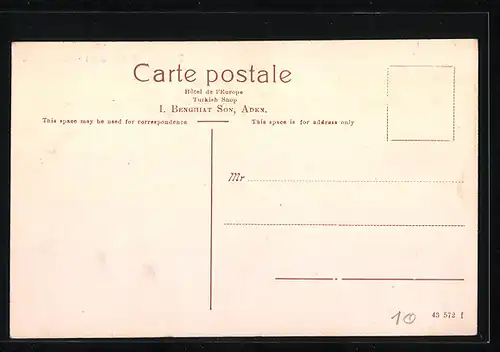 Carte postale
Hôtel de l'Europe
Turkish Shop
I. Benghiat Son, Aden.
This space may be used for correspondence
This space is for address only
Mr
10
43 572 f